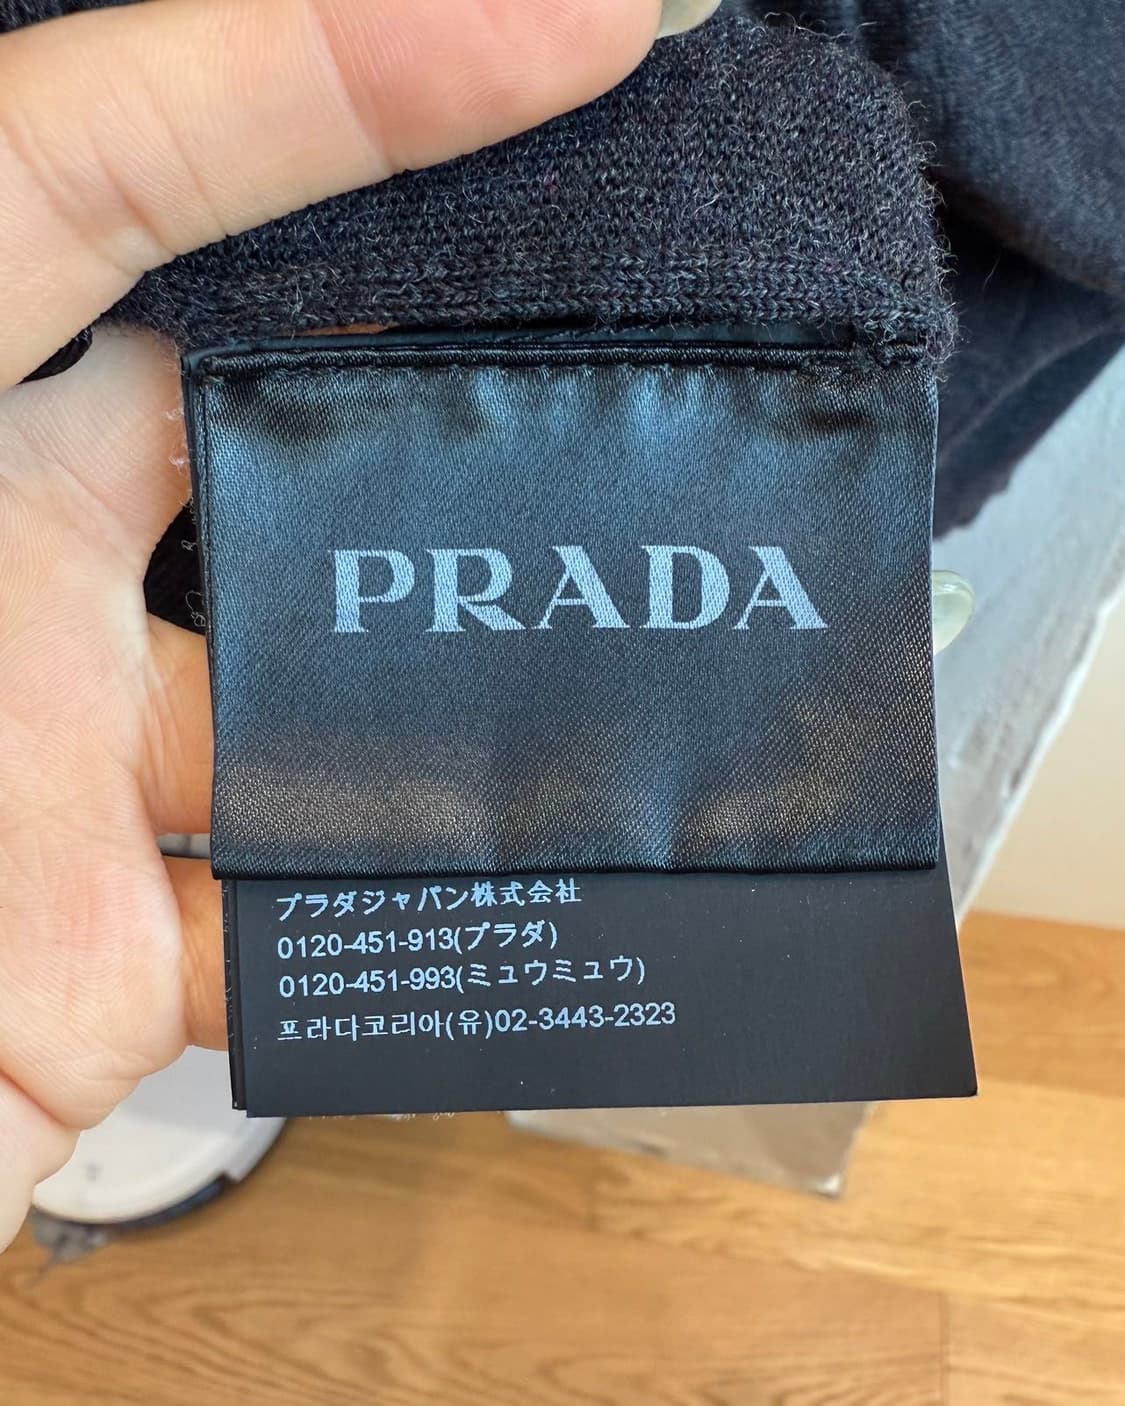 PRADA
プラダジャパン株式会社
0120-451-913(プラダ)
0120-451-993(ミュウミュウ)
프라다코리아(유)02-3443-2323